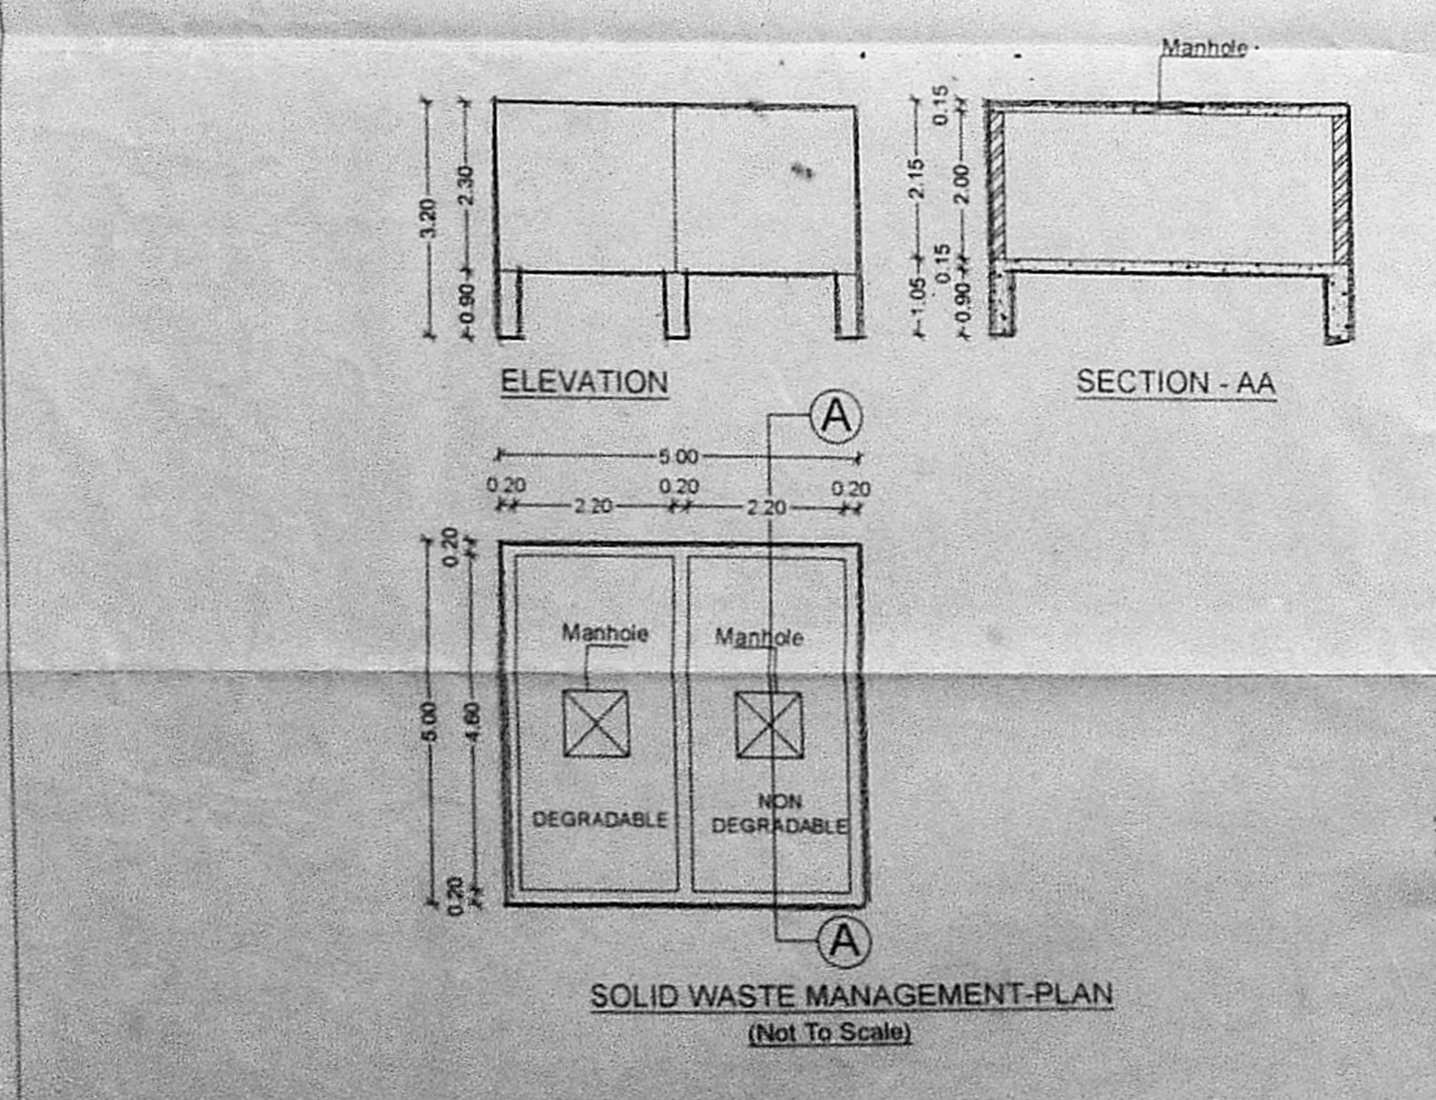 Manhole
3.20
2.30
0.90
0.15
2.15
2.00
0.15
1.05
0.90
ELEVATION
SECTION - AA
A
5.00
0.20 0.20 0.20
2.20 2.20
0.20
5.00
4.60
0.20
Manhole Manhole
DEGRADABLE
NON
DEGRADABLE
A
SOLID WASTE MANAGEMENT-PLAN
(Not To Scale)